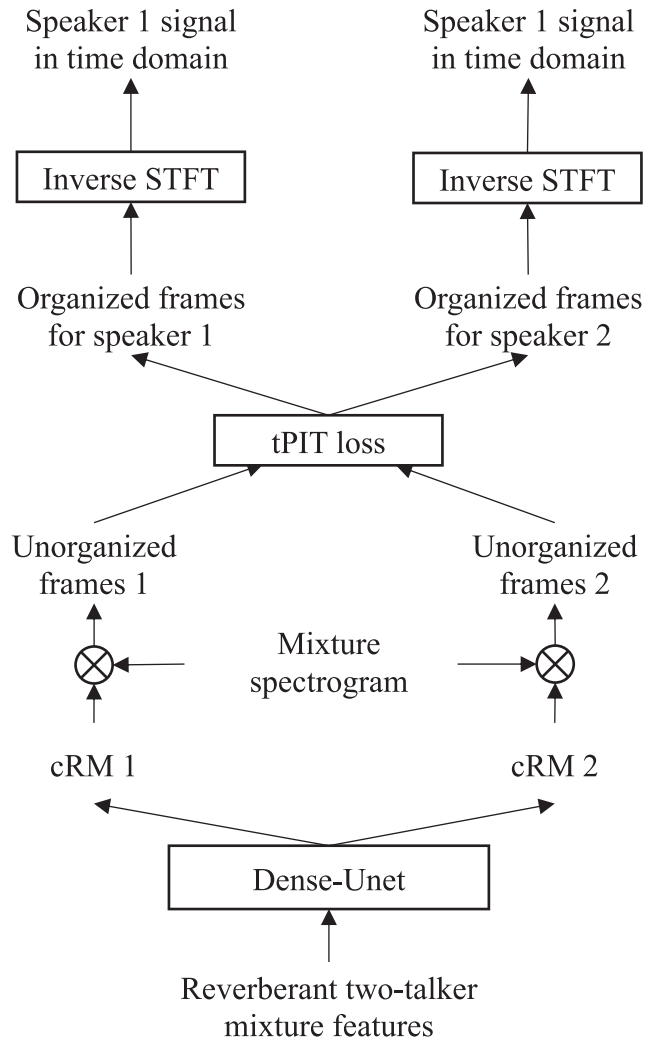 Speaker 1 signal
in time domain
Speaker 1 signal
in time domain
Inverse STFT
Inverse STFT
Organized frames
for speaker 1
Organized frames
for speaker 2
tPIT loss
Unorganized
frames 1
Unorganized
frames 2
Mixture
spectrogram
cRM 1
cRM 2
Dense-Unet
Reverberant two-talker
mixture features